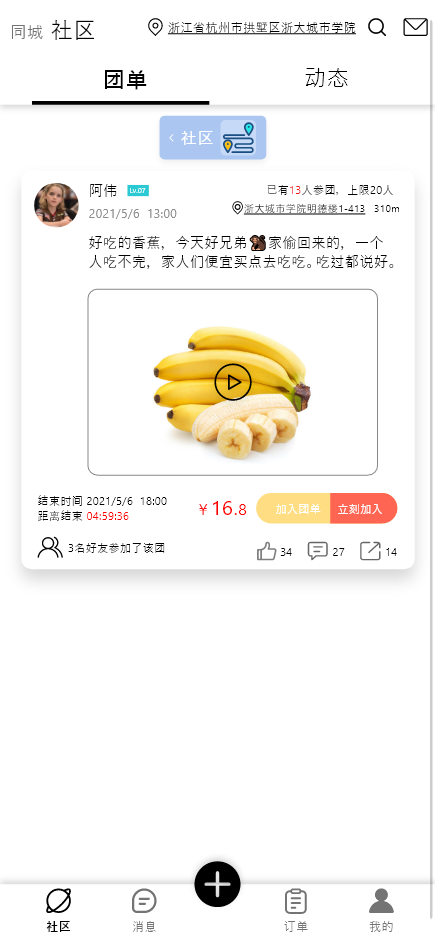 同城 社区 浙江省杭州市拱墅区浙大城市学院
团单 动态
社区
阿伟 Lv.07 已有13人参团，上限20人
2021/5/6 13:00 浙大城市学院明德楼1-413 310m
好吃的香蕉，今天好兄弟家偷回来的，一个
人吃不完，家人们便宜买点去吃吃。吃过都说好。
结束时间 2021/5/6 18:00
距离结束 04:59:36
￥16.8 加入团单 立刻加入
3名好友参加了该团 34 27 14
社区 消息 订单 我的